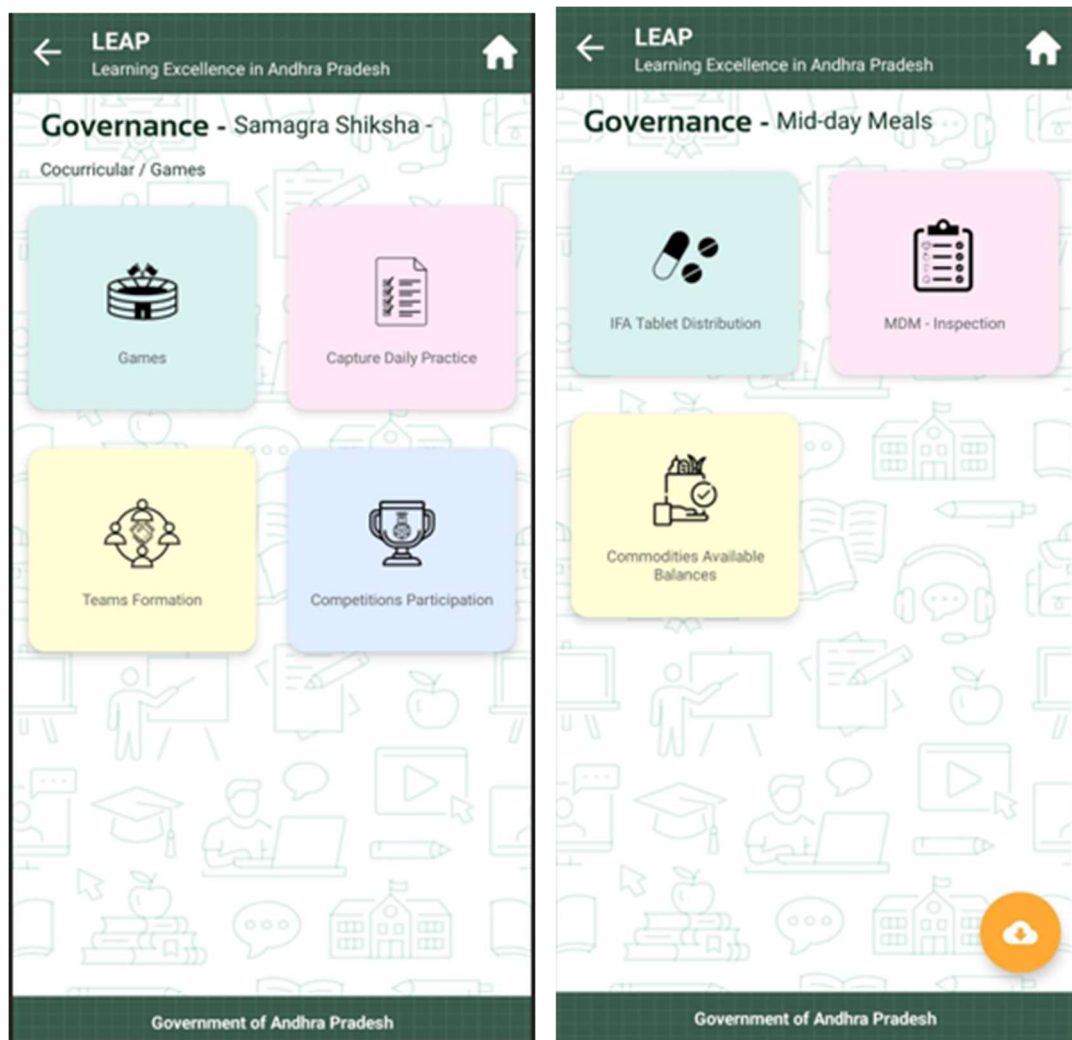 LEAP
Learning Excellence in Andhra Pradesh
Governance - Samagra Shiksha -
Cocurricular / Games
Games
Capture Daily Practice
Teams Formation
Competitions Participation
Government of Andhra Pradesh
LEAP
Learning Excellence in Andhra Pradesh
Governance - Mid-day Meals
IFA Tablet Distribution
MDM - Inspection
Commodities Available
Balances
Government of Andhra Pradesh